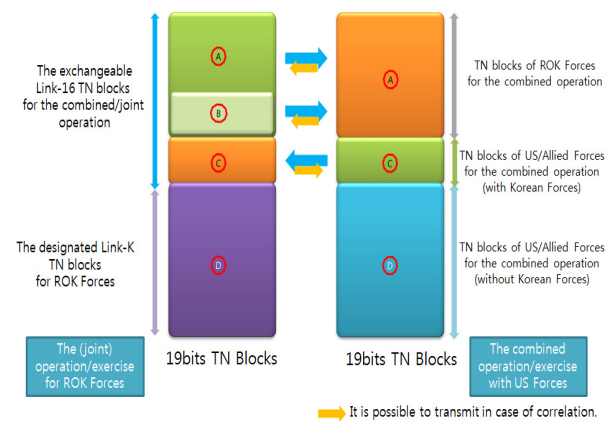 The exchangeable
Link-16 TN blocks
for the combined/joint
operation
The designated Link-K
TN blocks
for ROK Forces
The (joint)
operation/exercise
for ROK Forces
A
B
C
D
19bits TN Blocks
A
C
D
19bits TN Blocks
TN blocks of ROK Forces
for the combined operation
TN blocks of US/Allied Forces
for the combined operation
(with Korean Forces)
TN blocks of US/Allied Forces
for the combined operation
(without Korean Forces)
The combined
operation/exercise
with US Forces
It is possible to transmit in case of correlation.